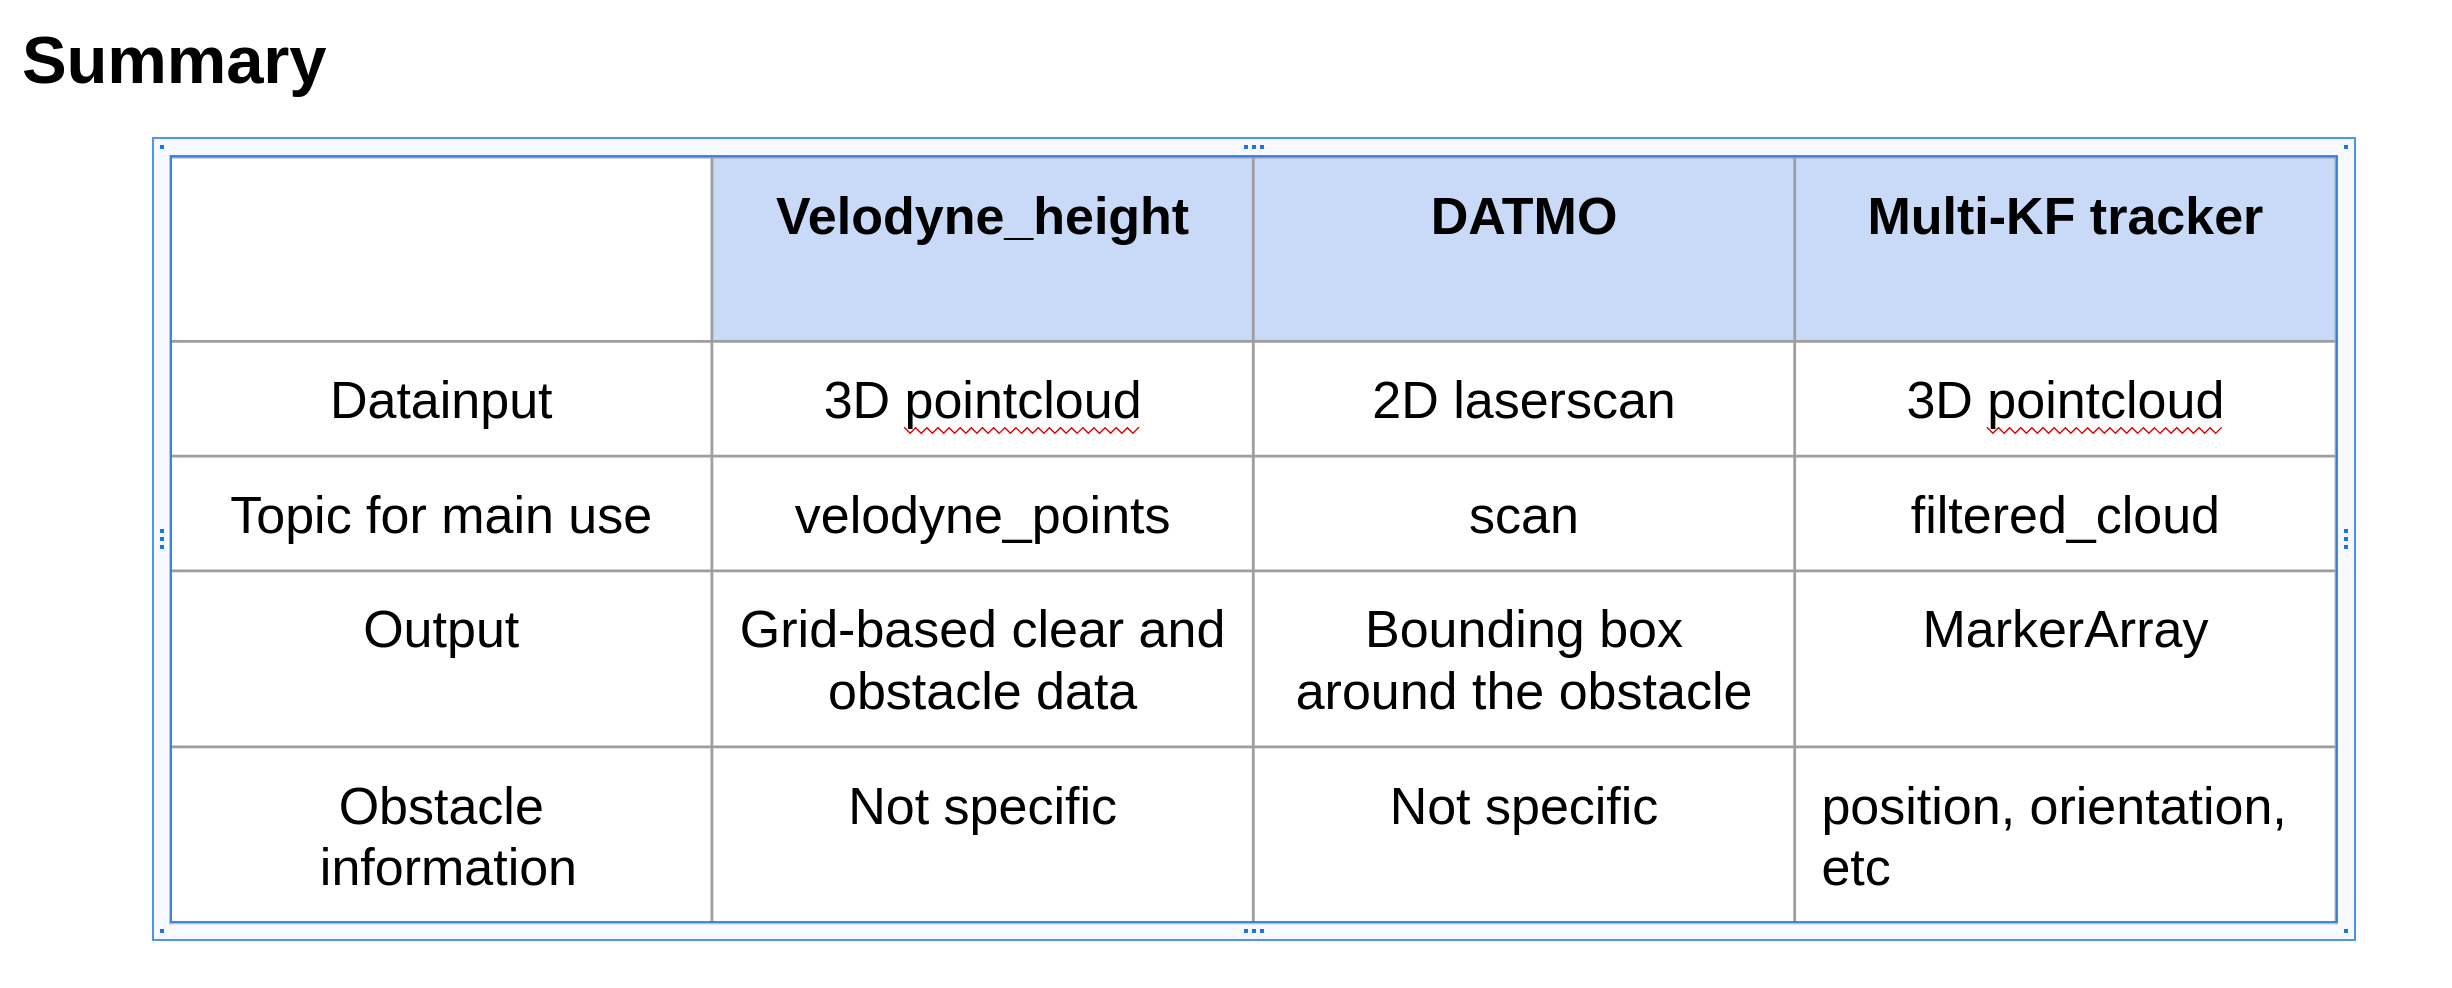 Summary
Velodyne_height
DATMO
Multi-KF tracker
Datainput
3D pointcloud
2D laserscan
3D pointcloud
Topic for main use
velodyne_points
scan
filtered_cloud
Output
Grid-based clear and
obstacle data
Bounding box
around the obstacle
MarkerArray
Obstacle
information
Not specific
Not specific
position, orientation,
etc